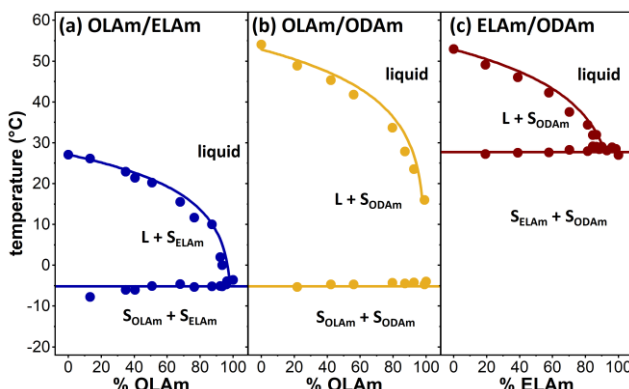 (a) OLAm/ELAm
(b) OLAm/ODAm
(c) ELAm/ODAm
temperature (°C)
60
50
40
30
20
10
0
-10
-20
liquid
L + SELAm
SOLAm + SELAm
liquid
L + SODAm
SOLAm + SODAm
liquid
L + SODAm
SELAm + SODAm
0 20 40 60 80 100
0 20 40 60 80 100
0 20 40 60 80 100
% OLAm
% OLAm
% ELAm